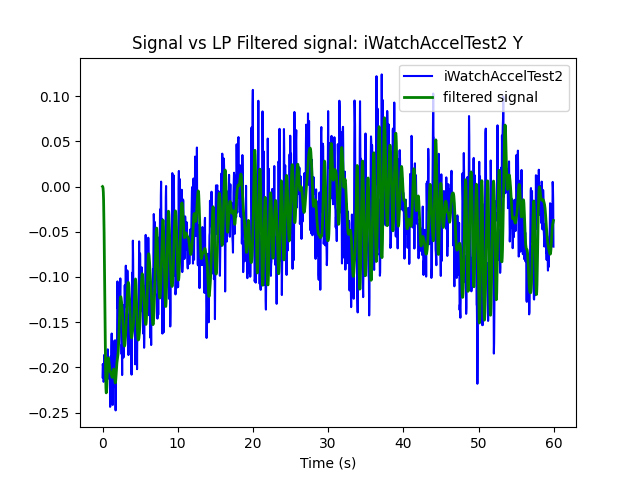 Signal vs LP Filtered signal: iWatchAccelTest2 Y
iWatchAccelTest2
filtered signal
0.10
0.05
0.00
−0.05
−0.10
−0.15
−0.20
−0.25
0 10 20 30 40 50 60
Time (s)